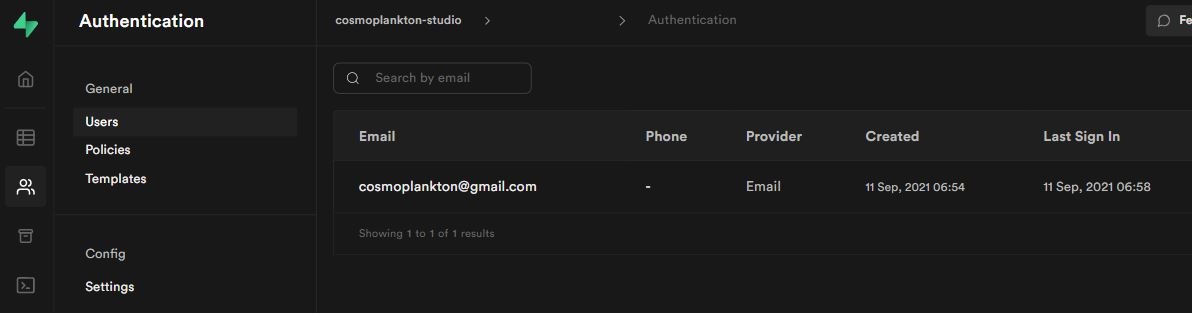 Authentication
cosmoplankton-studio > > Authentication
Fe
Search by email
General
Users
Policies
Templates
Config
Settings
Email Phone Provider Created Last Sign In
cosmoplankton@gmail.com - Email 11 Sep, 2021 06:54 11 Sep, 2021 06:58
Showing 1 to 1 of 1 results